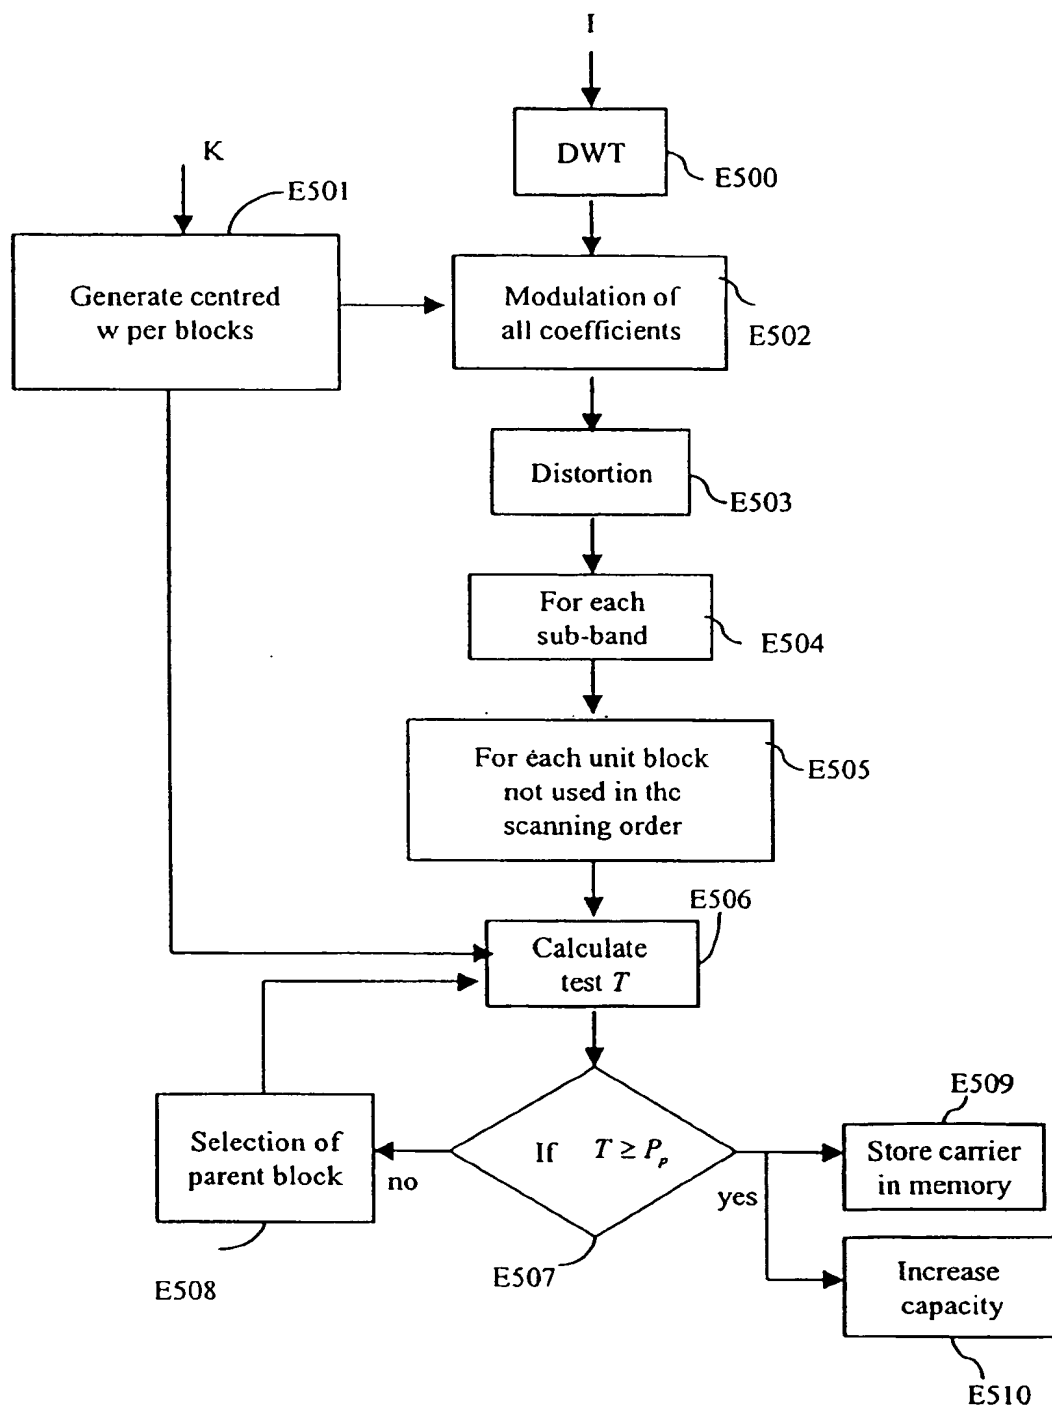 I
DWT
E500
K
E501
Generate centred
w per blocks
Modulation of
all coefficients
E502
Distortion
E503
For each
sub-band
E504
For each unit block
not used in the
scanning order
E505
E506
Calculate
test T
If T ≥ P_p
no
yes
E507
Selection of
parent block
E508
E509
Store carrier
in memory
Increase
capacity
E510